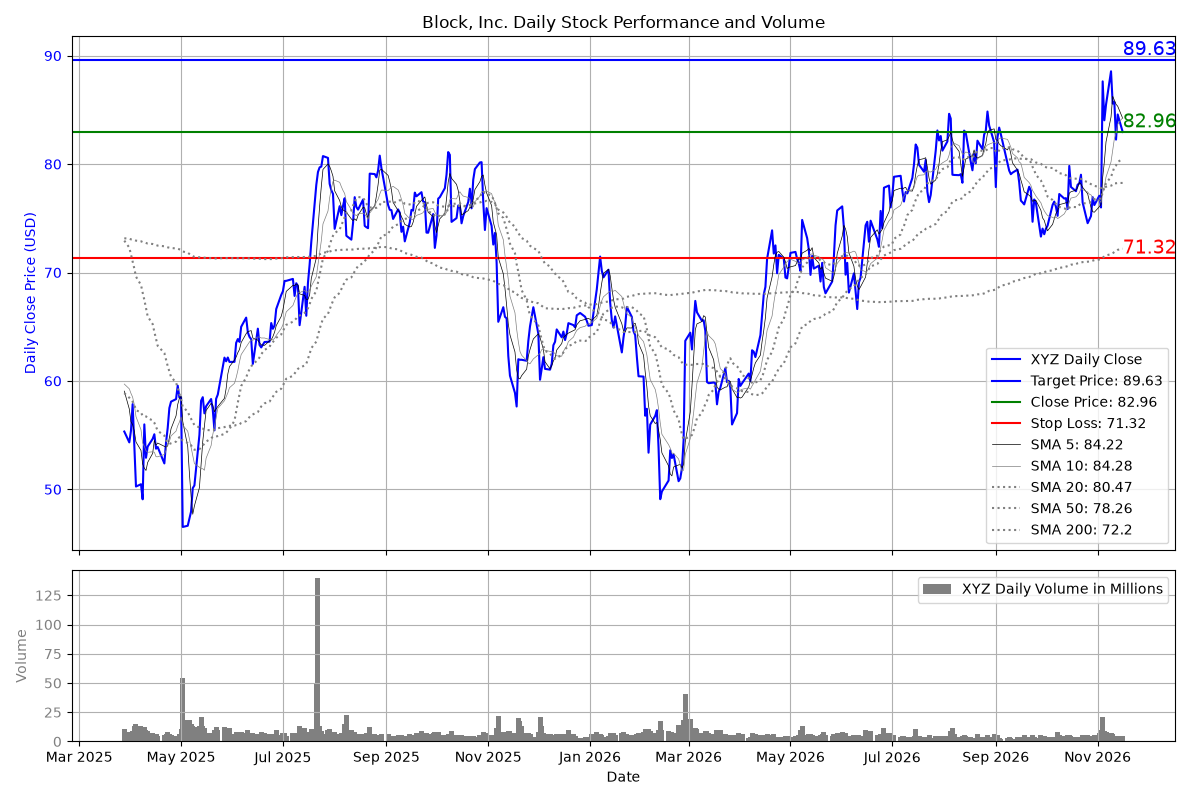 Block, Inc. Daily Stock Performance and Volume
Daily Close Price (USD)
90
80
70
60
50
89.63
82.96
71.32
XYZ Daily Close
Target Price: 89.63
Close Price: 82.96
Stop Loss: 71.32
SMA 5: 84.22
SMA 10: 84.28
SMA 20: 80.47
SMA 50: 78.26
SMA 200: 72.2
Volume
125
100
75
50
25
0
XYZ Daily Volume in Millions
Mar 2025 May 2025 Jul 2025 Sep 2025 Nov 2025 Jan 2026 Mar 2026 May 2026 Jul 2026 Sep 2026 Nov 2026
Date